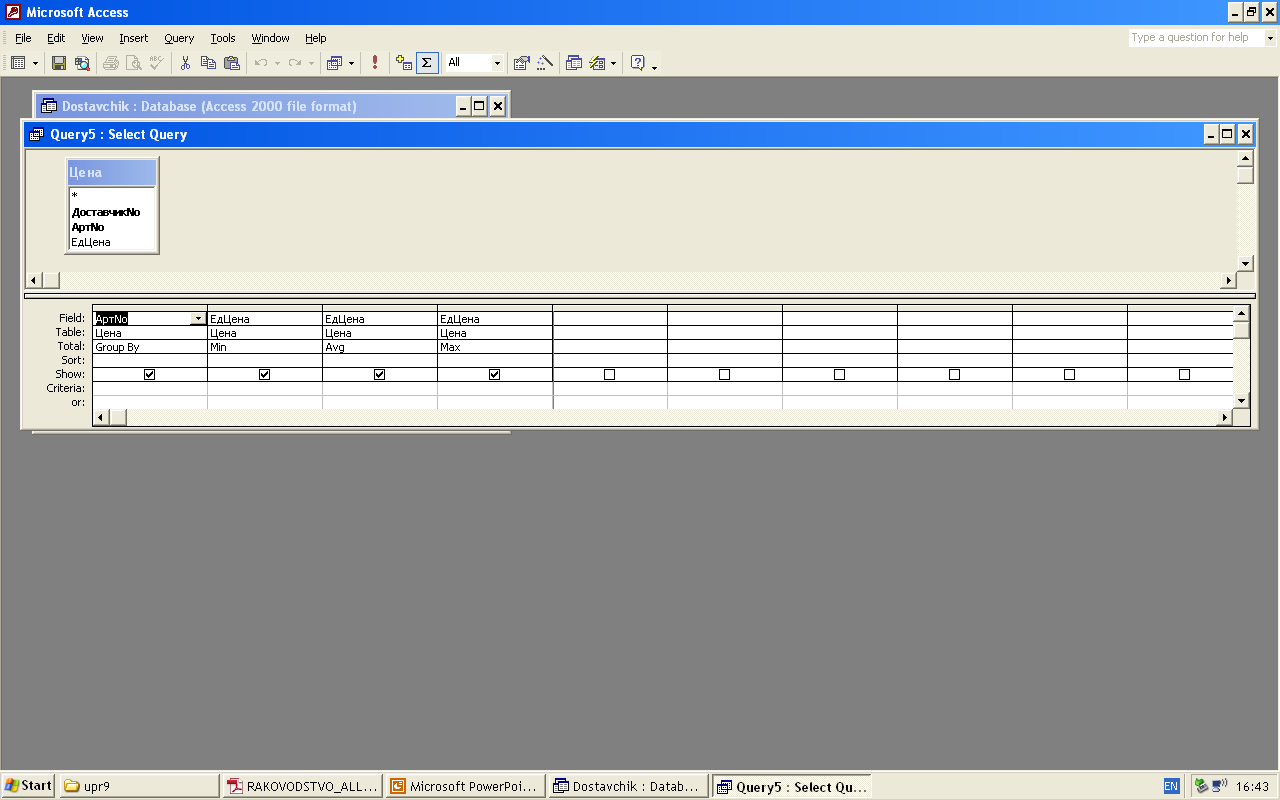 Microsoft Access
File Edit View Insert Query Tools Window Help Type a question for help
All
Dostavchik : Database (Access 2000 file format)
Query5 : Select Query
Цена
*
ДоставчикNo
АртNo
ЕдЦена
Field: АртNo ЕдЦена ЕдЦена ЕдЦена
Table: Цена Цена Цена Цена
Total: Group By Min Avg Max
Sort:
Show:
Criteria:
or:
Start upr9 RAKOVODSTVO_ALL... Microsoft PowerPoi... Dostavchik : Datab... Query5 : Select Qu... EN 16:43